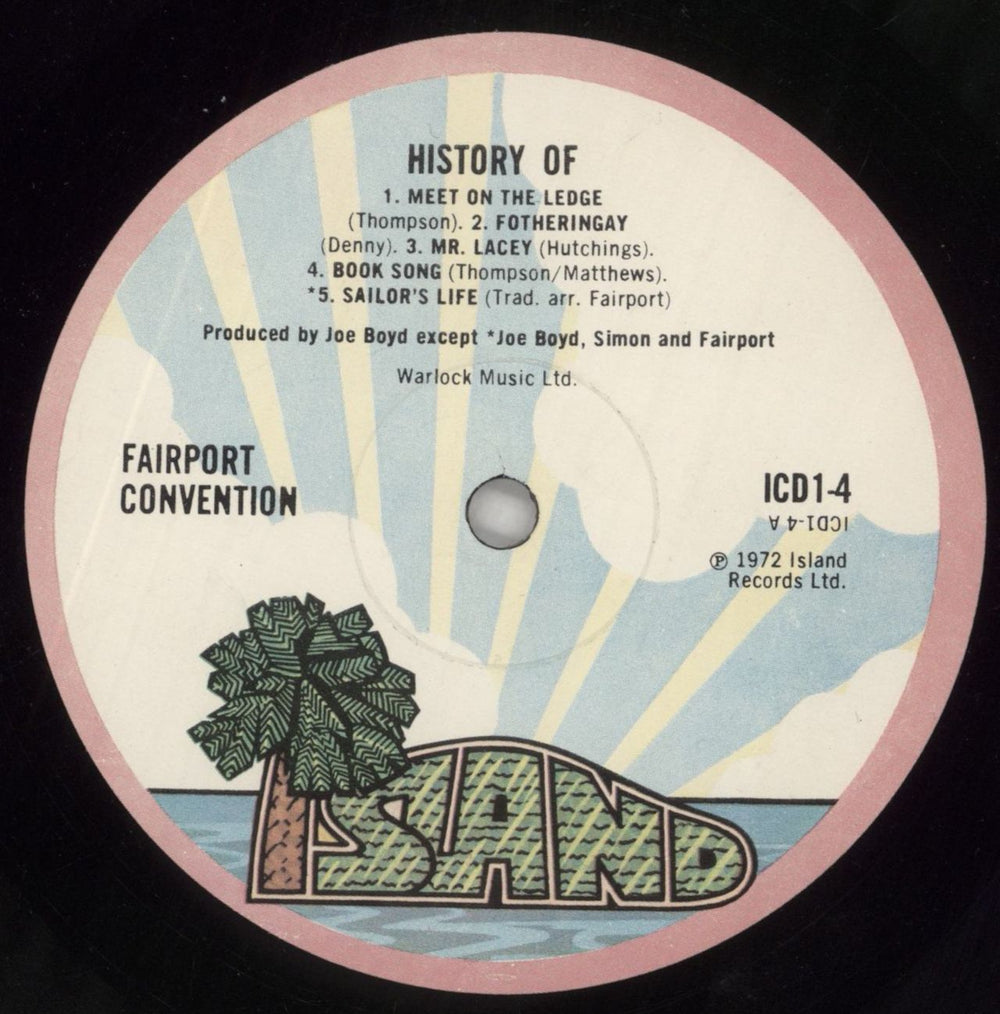 HISTORY OF
1. MEET ON THE LEDGE
(Thompson). 2. FOTHERINGAY
(Denny). 3. MR. LACEY (Hutchings).
4. BOOK SONG (Thompson/Matthews).
*5. SAILOR'S LIFE (Trad. arr. Fairport)
Produced by Joe Boyd except *Joe Boyd, Simon and Fairport
Warlock Music Ltd.
FAIRPORT
CONVENTION
ICD1-4
ICD1-4 A
℗ 1972 Island
Records Ltd.
ISLAND